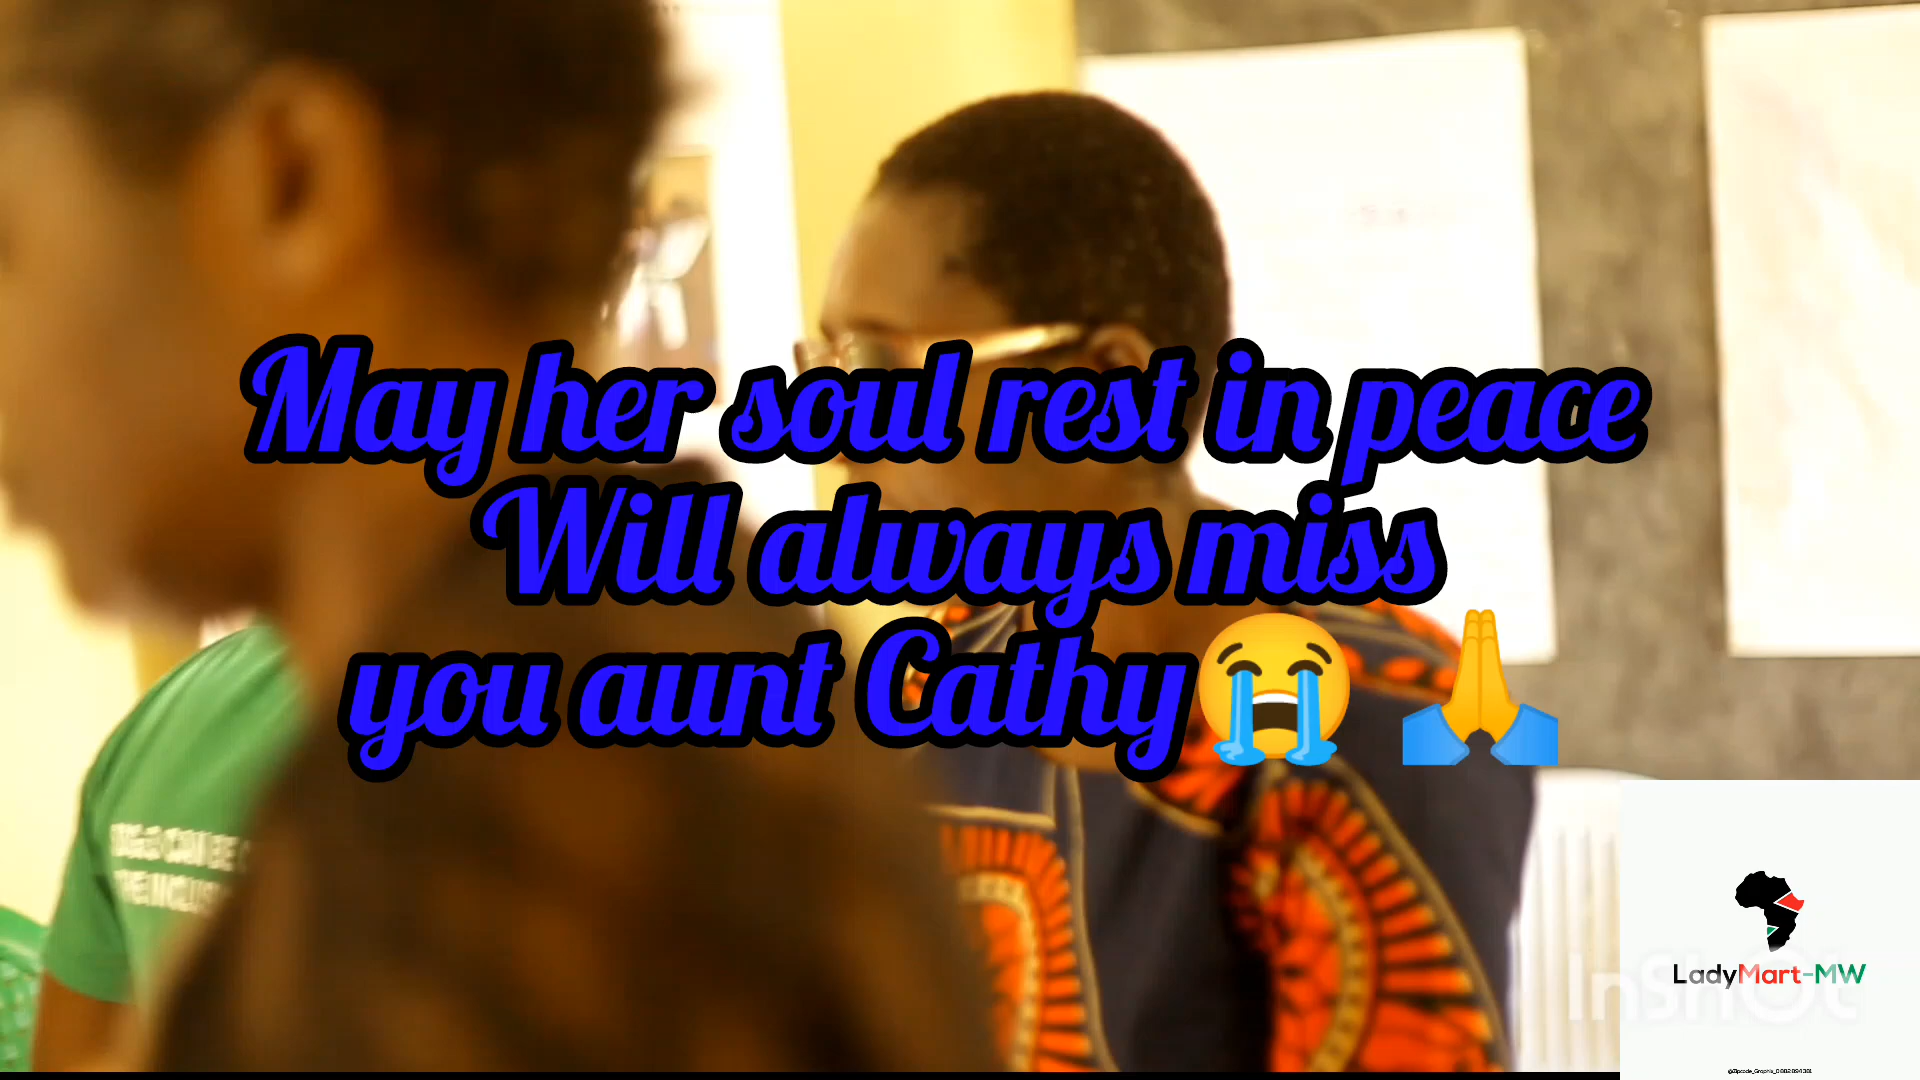 May her soul rest in peace
Will always miss
you aunt Cathy😭 🙏
LadyMart-MW
InShOt